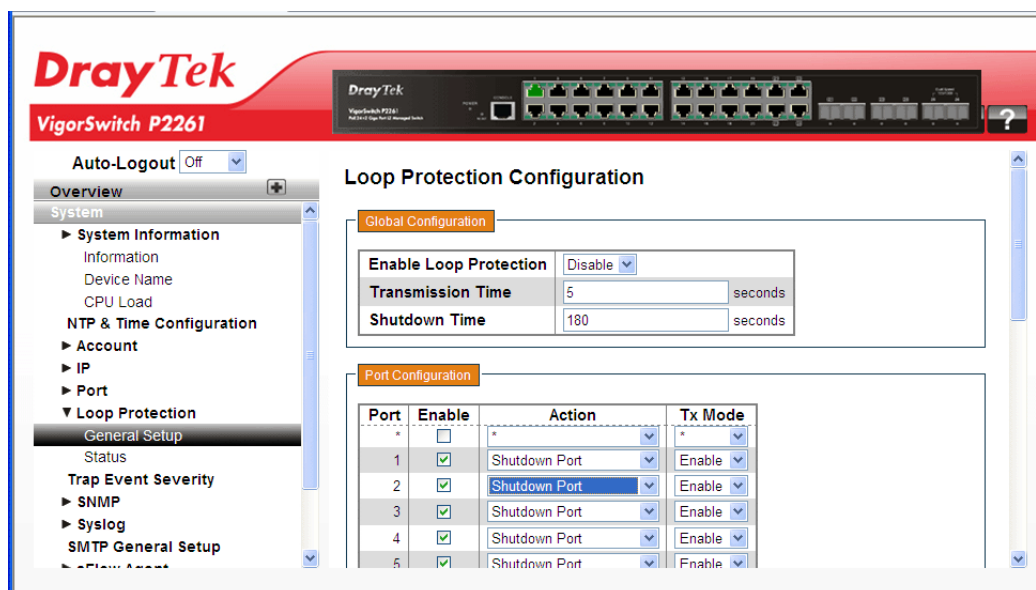 DrayTek
VigorSwitch P2261
DrayTek
VigorSwitch P2261
?
Auto-Logout Off
Overview
System
System Information
Information
Device Name
CPU Load
NTP & Time Configuration
Account
IP
Port
Loop Protection
General Setup
Status
Trap Event Severity
SNMP
Syslog
SMTP General Setup
sFlow Agent
Loop Protection Configuration
Global Configuration
Enable Loop Protection Disable
Transmission Time 5 seconds
Shutdown Time 180 seconds
Port Configuration
Port Enable Action Tx Mode
* * *
1 Shutdown Port Enable
2 Shutdown Port Enable
3 Shutdown Port Enable
4 Shutdown Port Enable
5 Shutdown Port Enable